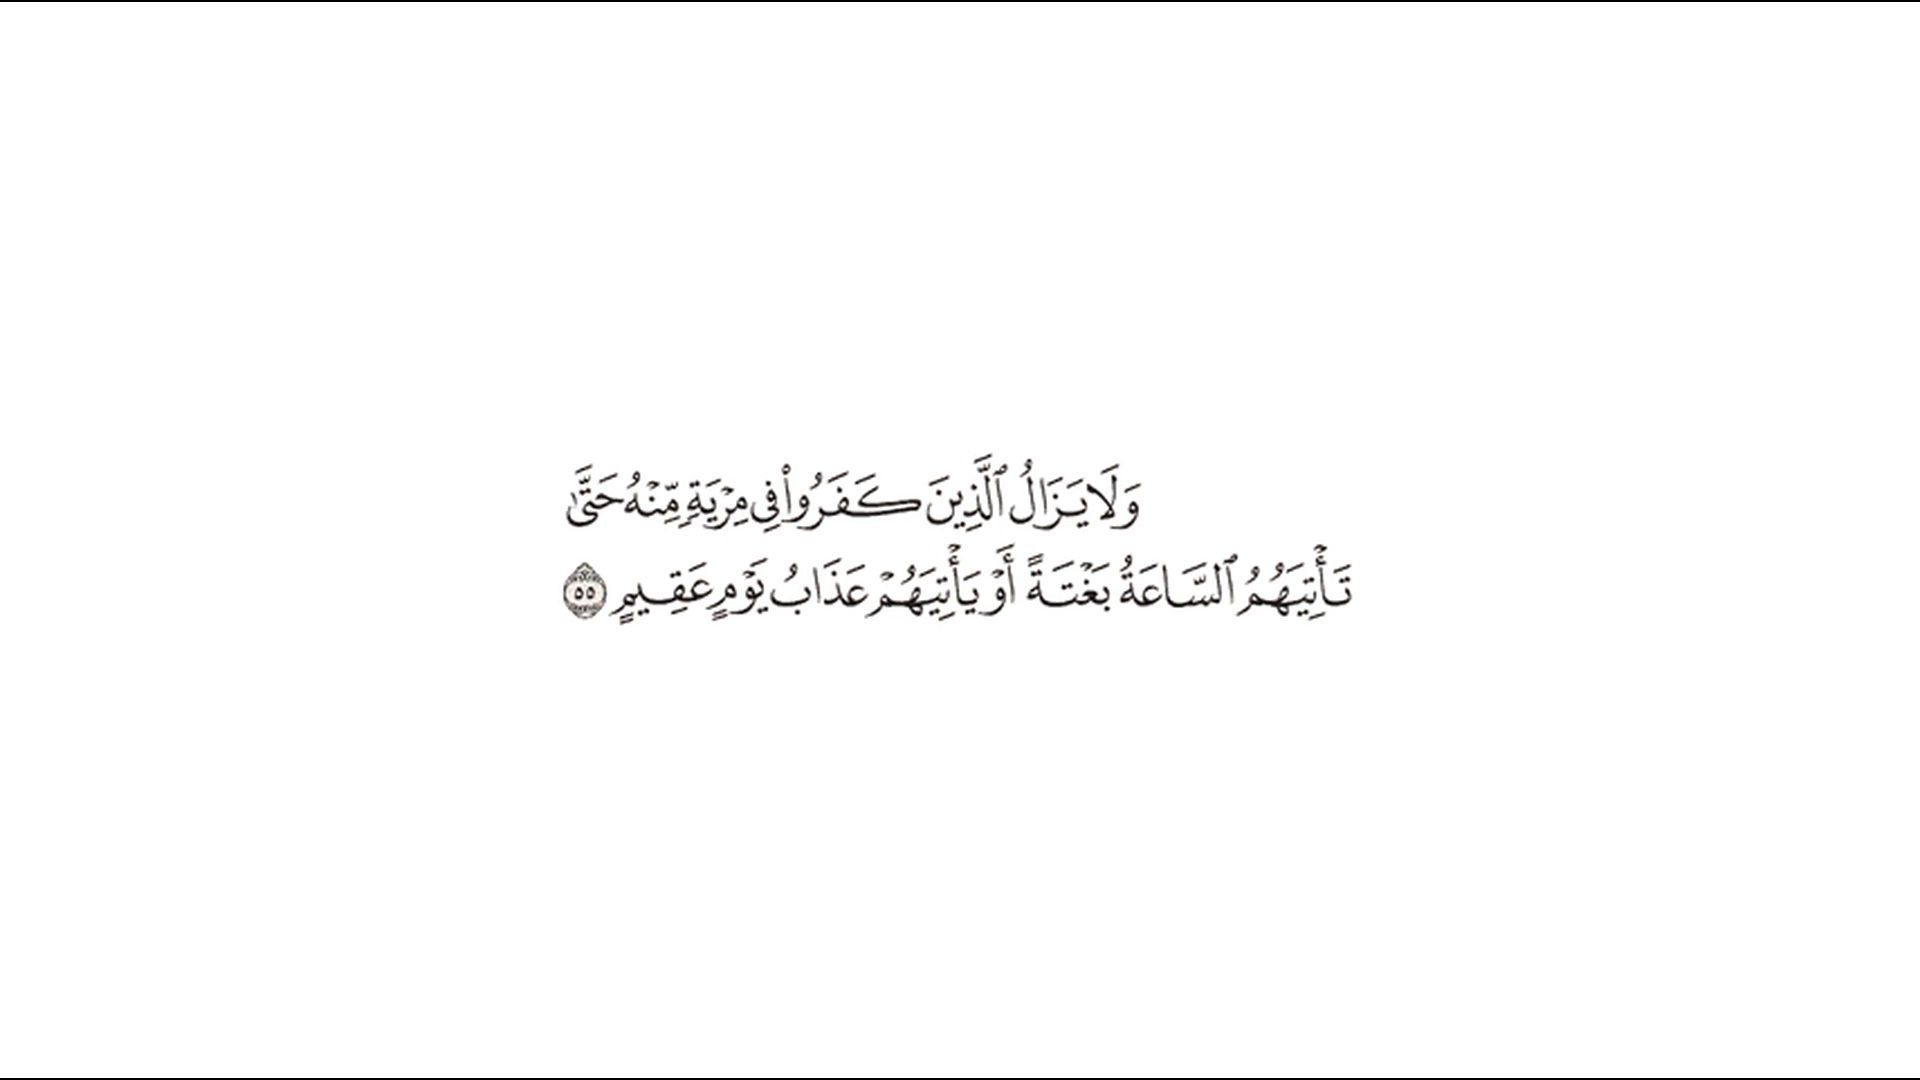 وَلَا يَزَالُ ٱلَّذِينَ كَفَرُوا۟ فِى مِرْيَةٍ مِّنْهُ حَتَّىٰ
تَأْتِيَهُمُ ٱلسَّاعَةُ بَغْتَةً أَوْ يَأْتِيَهُمْ عَذَابُ يَوْمٍ عَقِيمٍ ٥٥